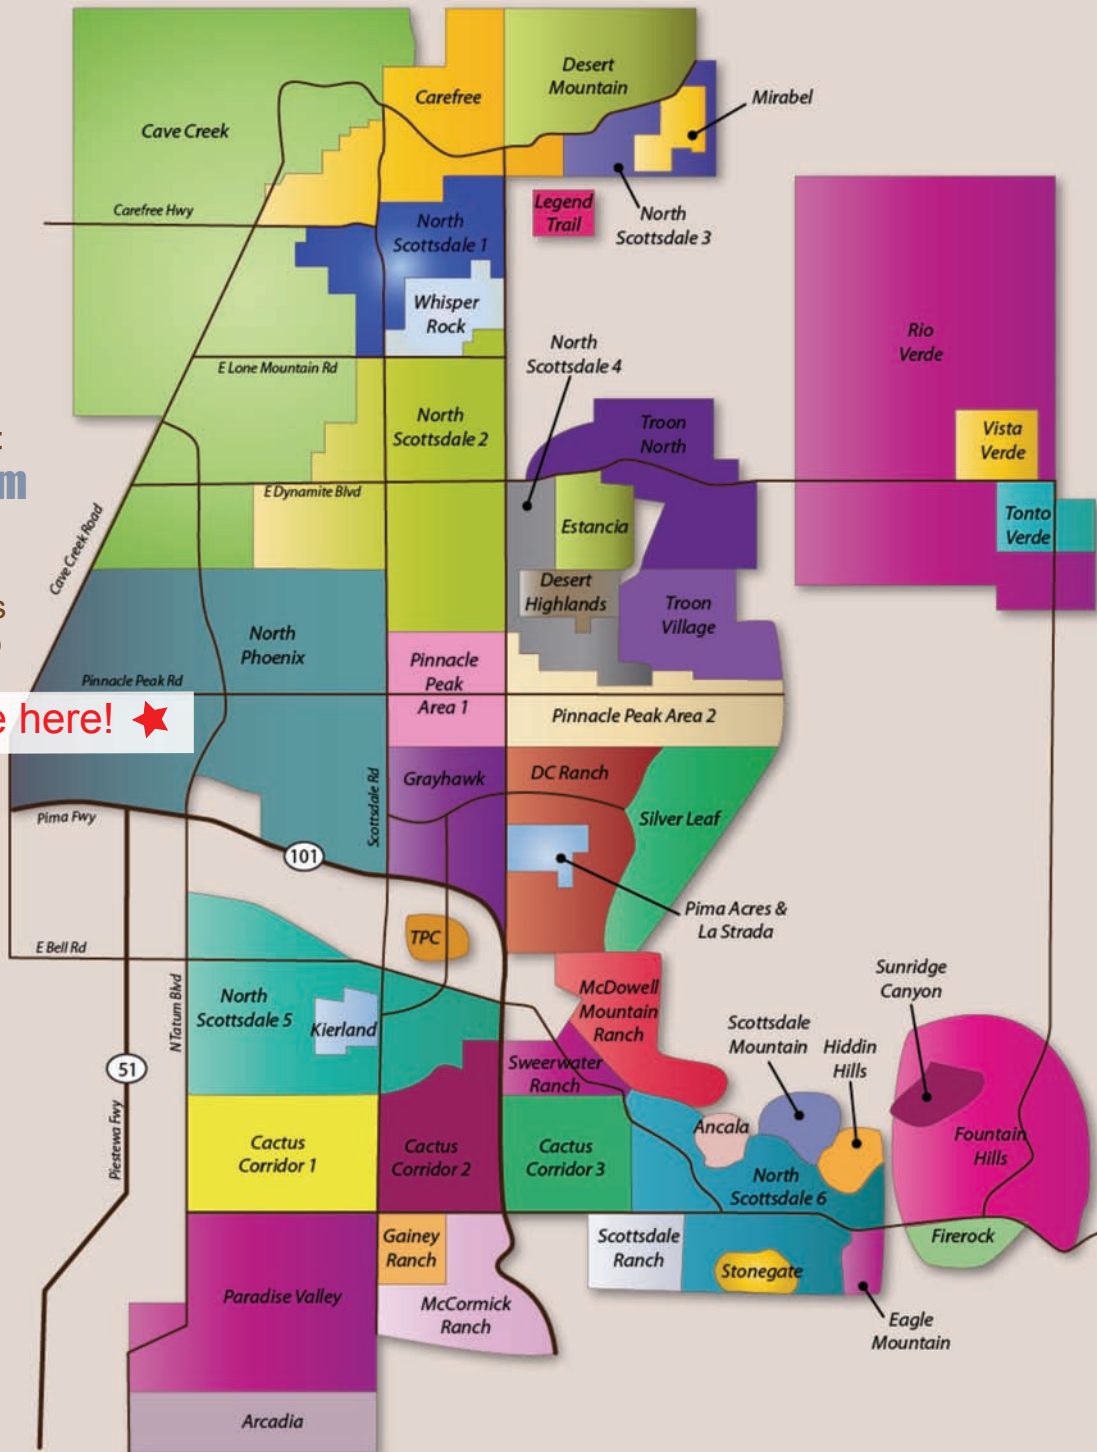 Desert
Mountain
Carefree
Mirabel
Cave Creek
Legend
Trail
North
Scottsdale 3
Carefree Hwy
North
Scottsdale 1
Whisper
Rock
Rio
Verde
North
Scottsdale 4
E Lone Mountain Rd
North
Scottsdale 2
Troon
North
Vista
Verde
m
E Dynamite Blvd
Estancia
Tonto
Verde
Cave Creek Road
Desert
Highlands
Troon
Village
s
North
Phoenix
Pinnacle
Peak
Area 1
Pinnacle Peak Rd
e here!
Pinnacle Peak Area 2
Grayhawk
DC Ranch
Scottsdale Rd
Silver Leaf
Pima Fwy
101
Pima Acres &
La Strada
TPC
E Bell Rd
N Tatum Blvd
North
Scottsdale 5
Kierland
McDowell
Mountain
Ranch
Sunridge
Canyon
Scottsdale
Mountain
Hiddin
Hills
51
Sweerwater
Ranch
Piestewa Fwy
Cactus
Corridor 1
Cactus
Corridor 2
Cactus
Corridor 3
Ancala
North
Scottsdale 6
Fountain
Hills
Gainey
Ranch
Scottsdale
Ranch
Stonegate
Firerock
Paradise Valley
McCormick
Ranch
Eagle
Mountain
Arcadia